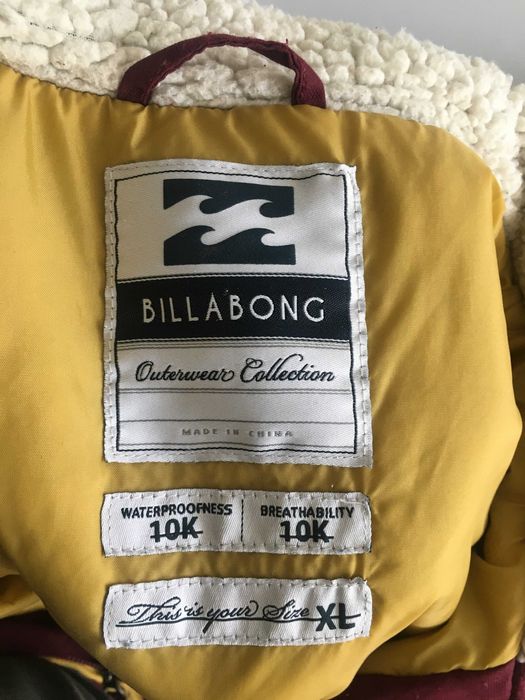 BILLABONG
Outerwear Collection
MADE IN CHINA
WATERPROOFNESS BREATHABILITY
10K 10K
This is your Size XL